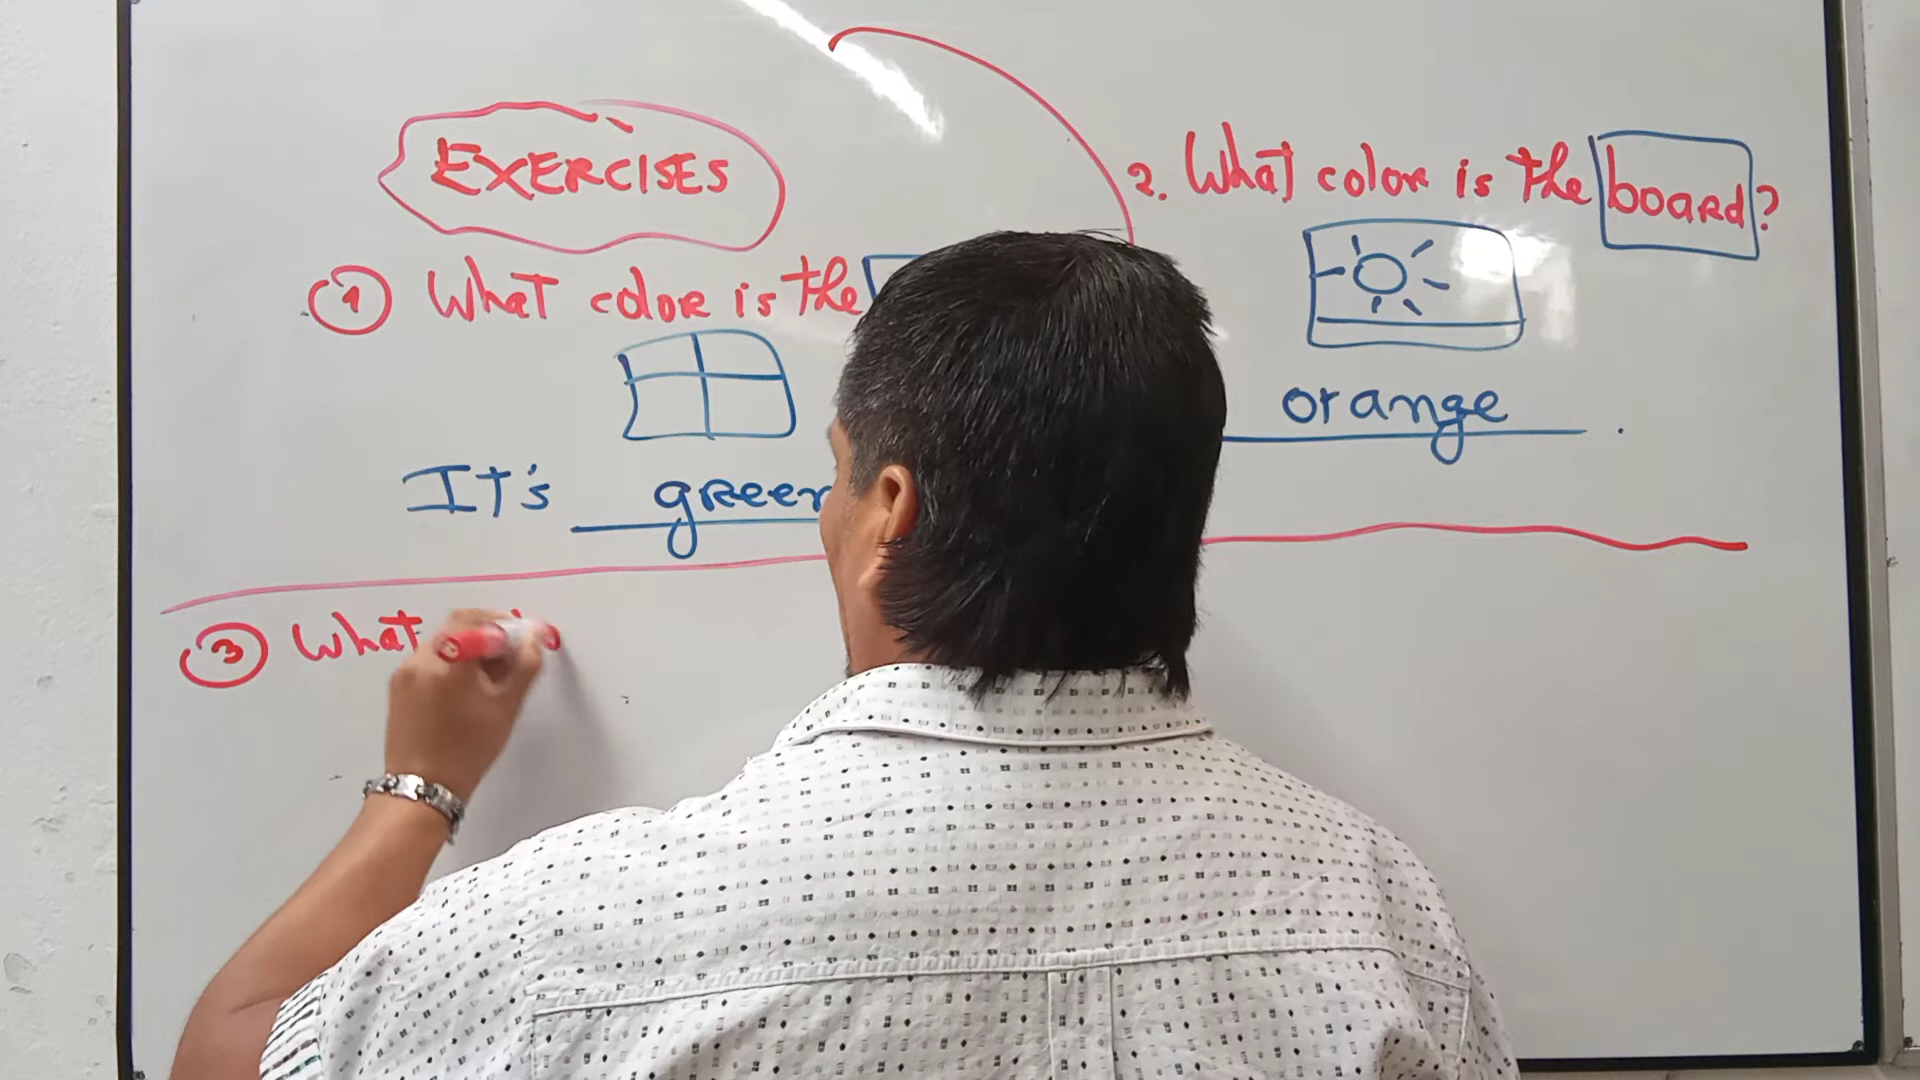 EXERCISES
① What color is the
It's green
2. What color is the board?
orange .
③ What